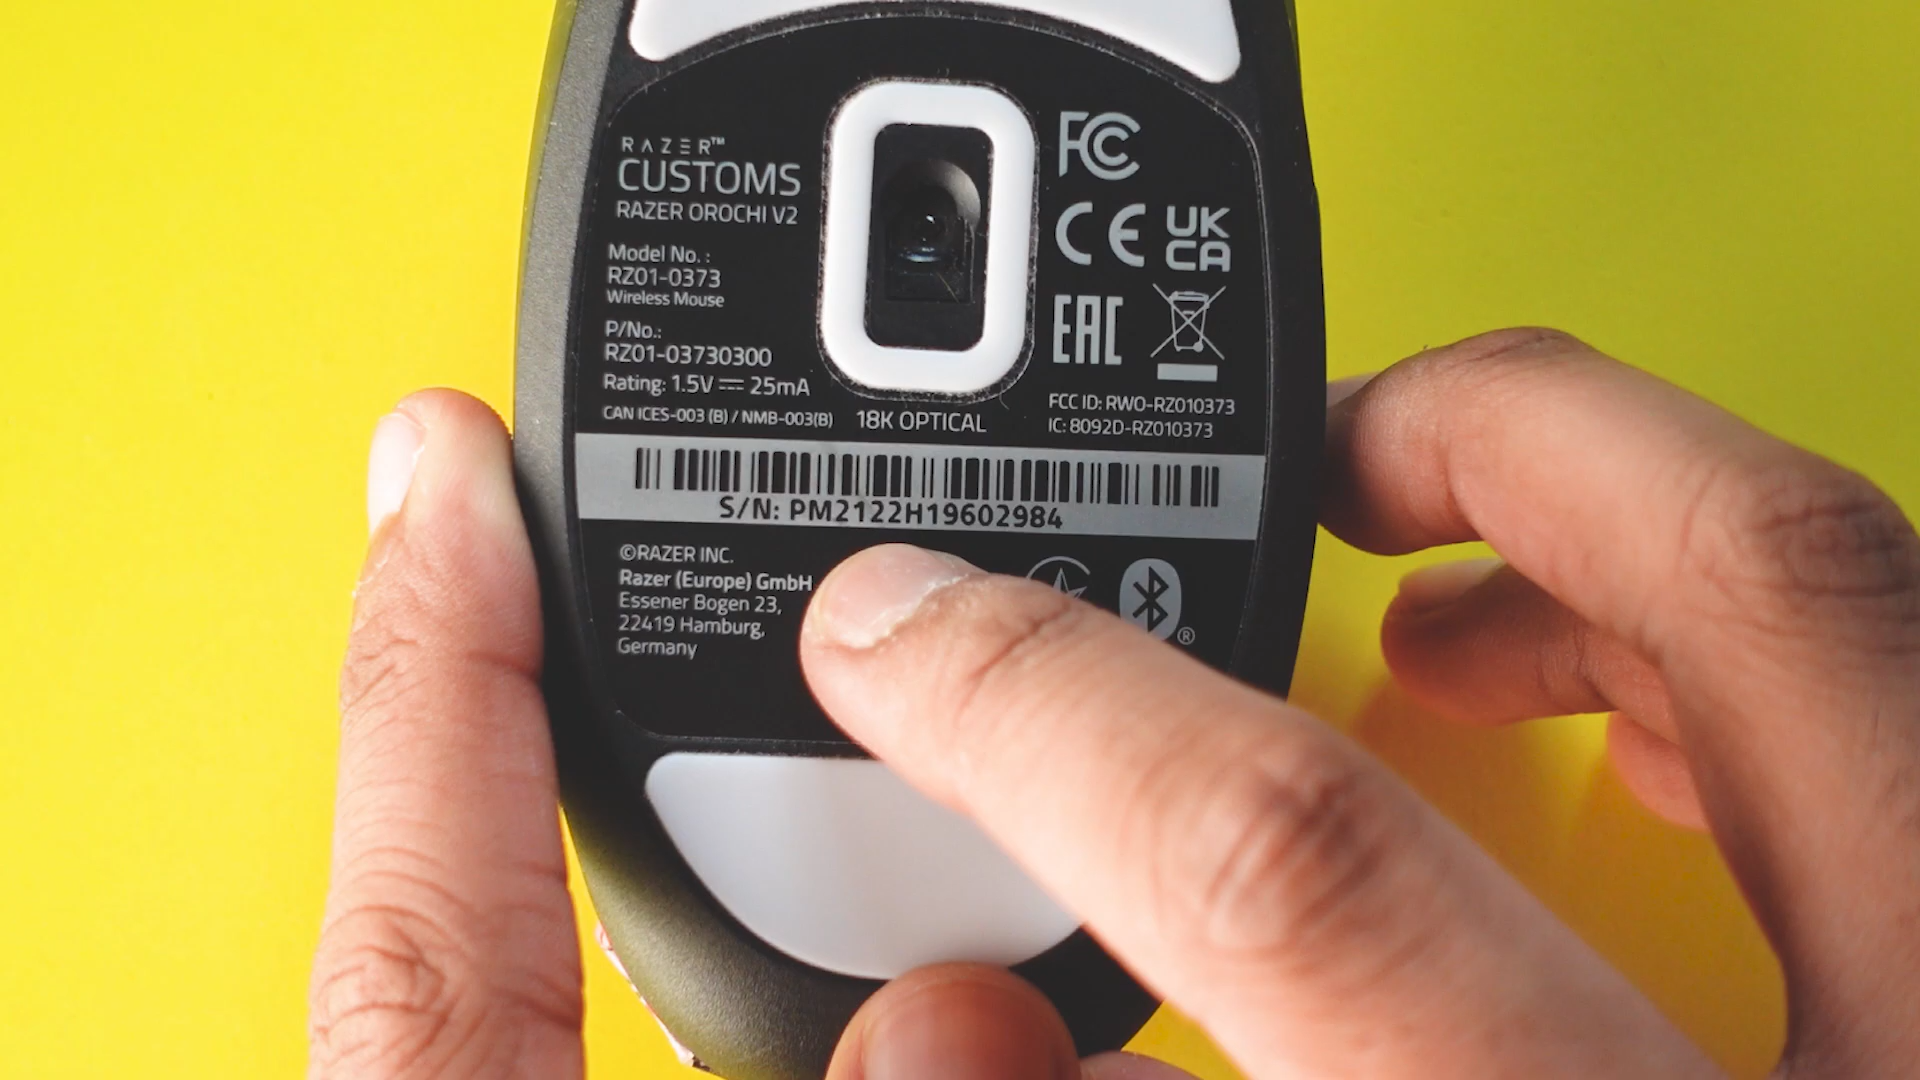 RAZER™
CUSTOMS
RAZER OROCHI V2
Model No. :
RZ01-0373
Wireless Mouse
P/No.:
RZ01-03730300
Rating: 1.5V ⎓ 25mA
CAN ICES-003 (B) / NMB-003(B)
18K OPTICAL
FC
CE
UK
CA
EAC
FCC ID: RWO-RZ010373
IC: 8092D-RZ010373
S/N: PM2122H19602984
©RAZER INC.
Razer (Europe) GmbH
Essener Bogen 23,
22419 Hamburg,
Germany
®